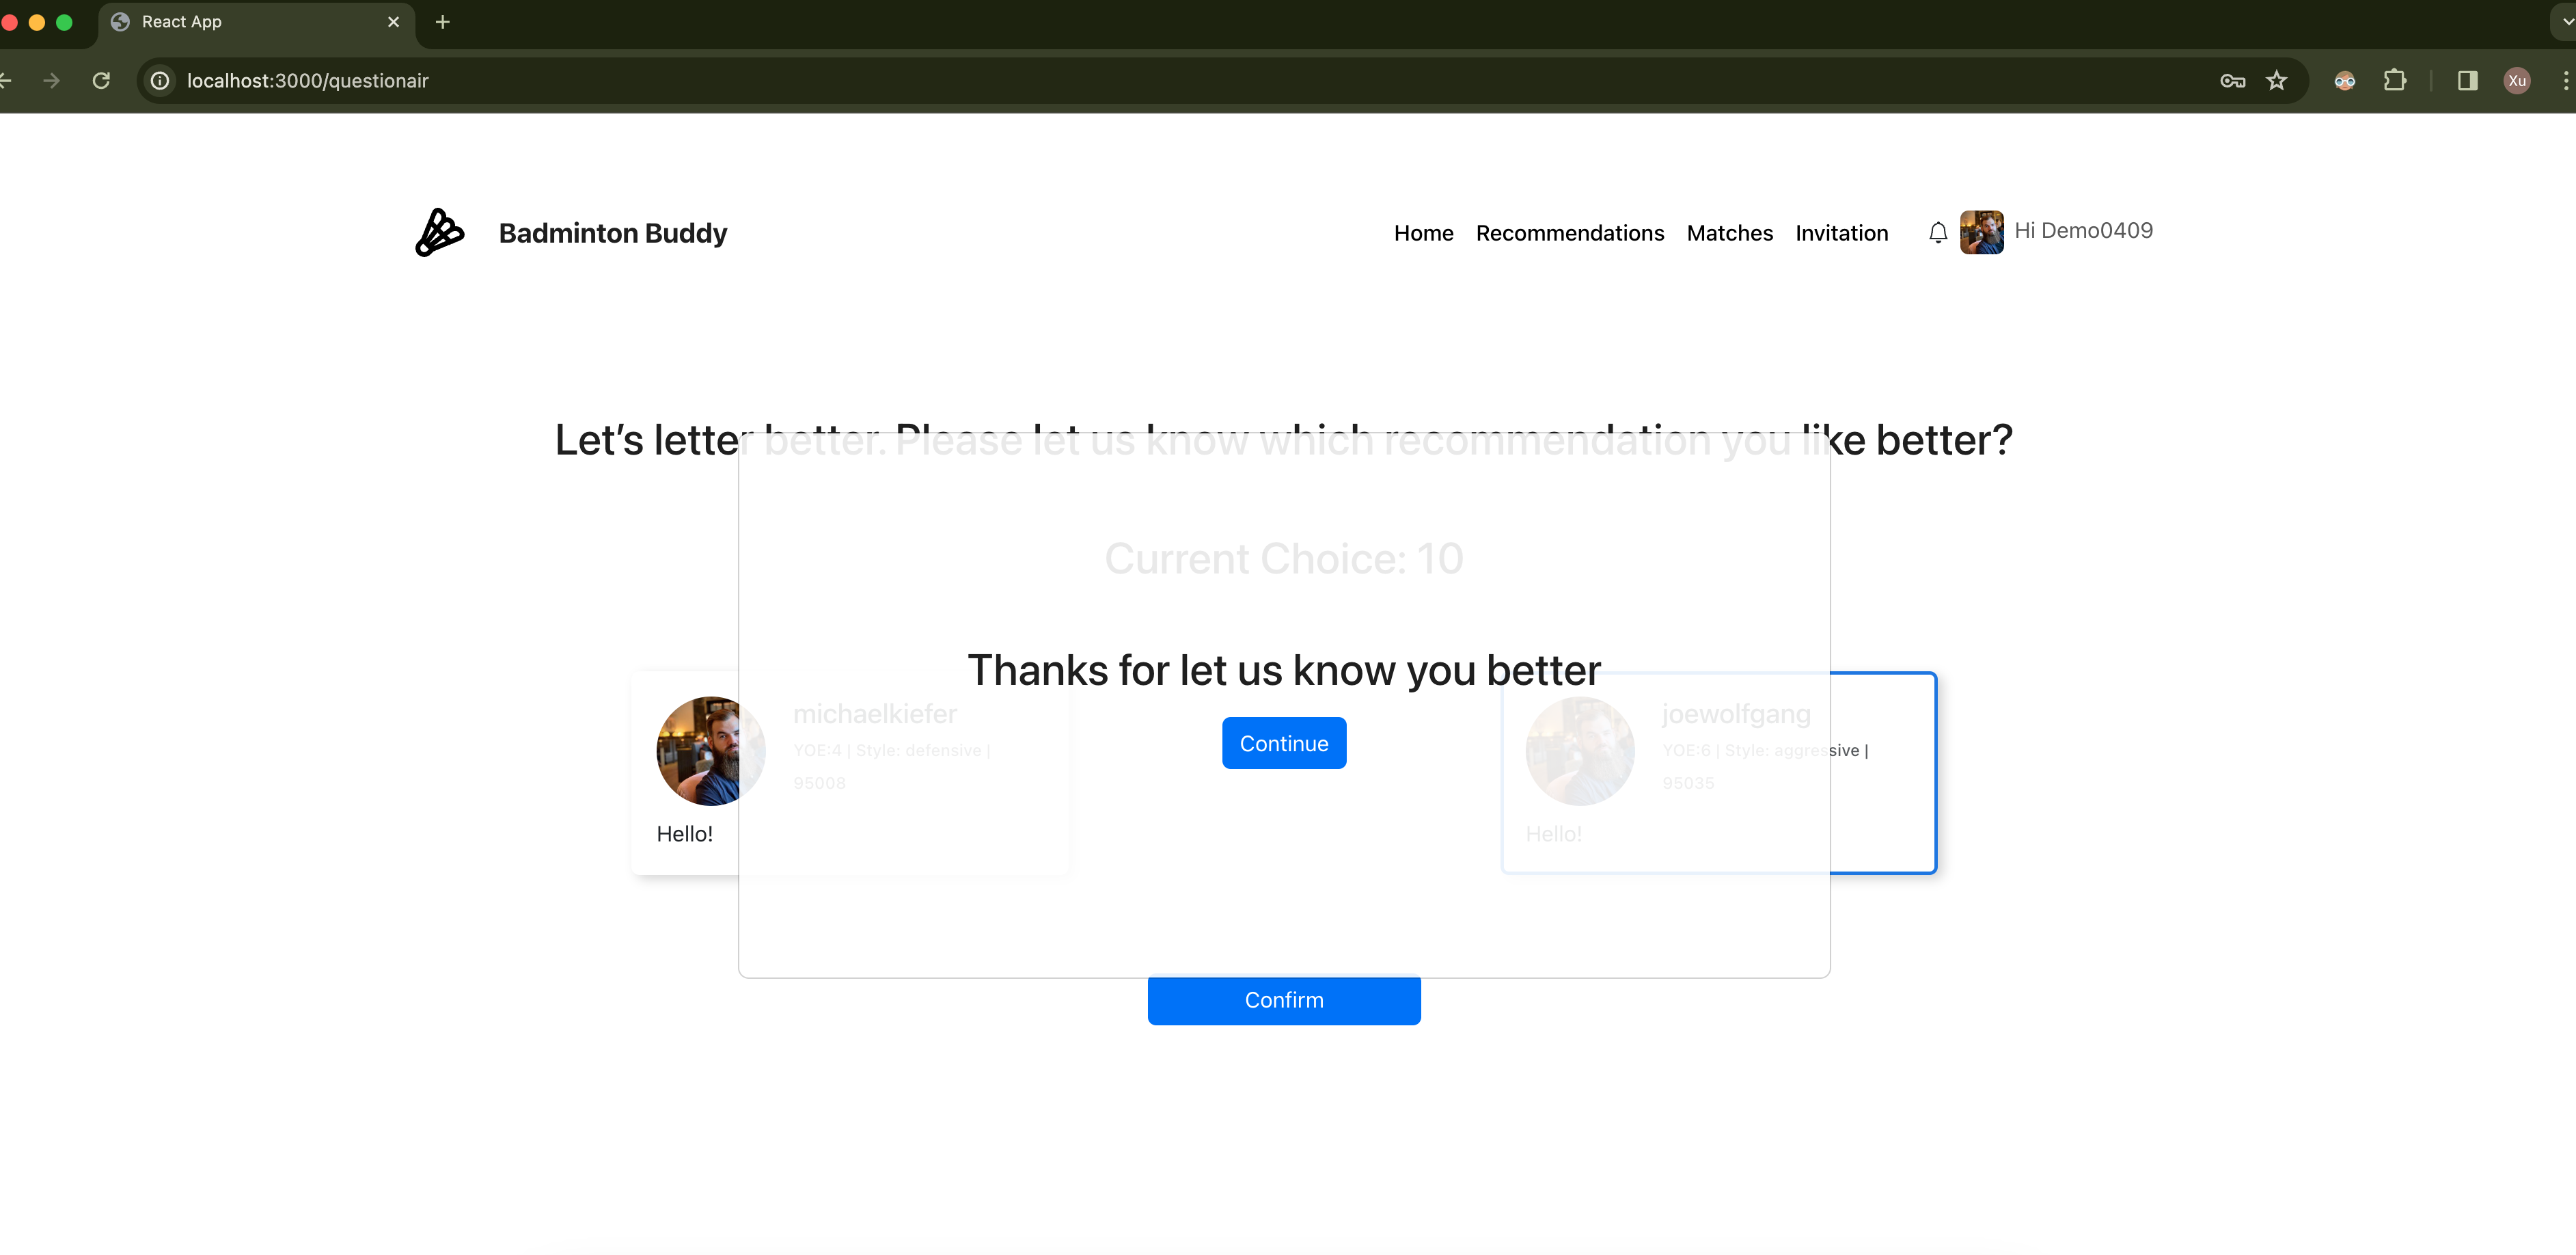 React App
localhost:3000/questionair
Xu
Badminton Buddy
Home Recommendations Matches Invitation Hi Demo0409
Let’s letter better. Please let us know which recommendation you like better?
Current Choice: 10
Thanks for let us know you better
Continue
michaelkiefer
YOE:4 | Style: defensive |
95008
Hello!
joewolfgang
YOE:6 | Style: aggressive |
95035
Hello!
Confirm